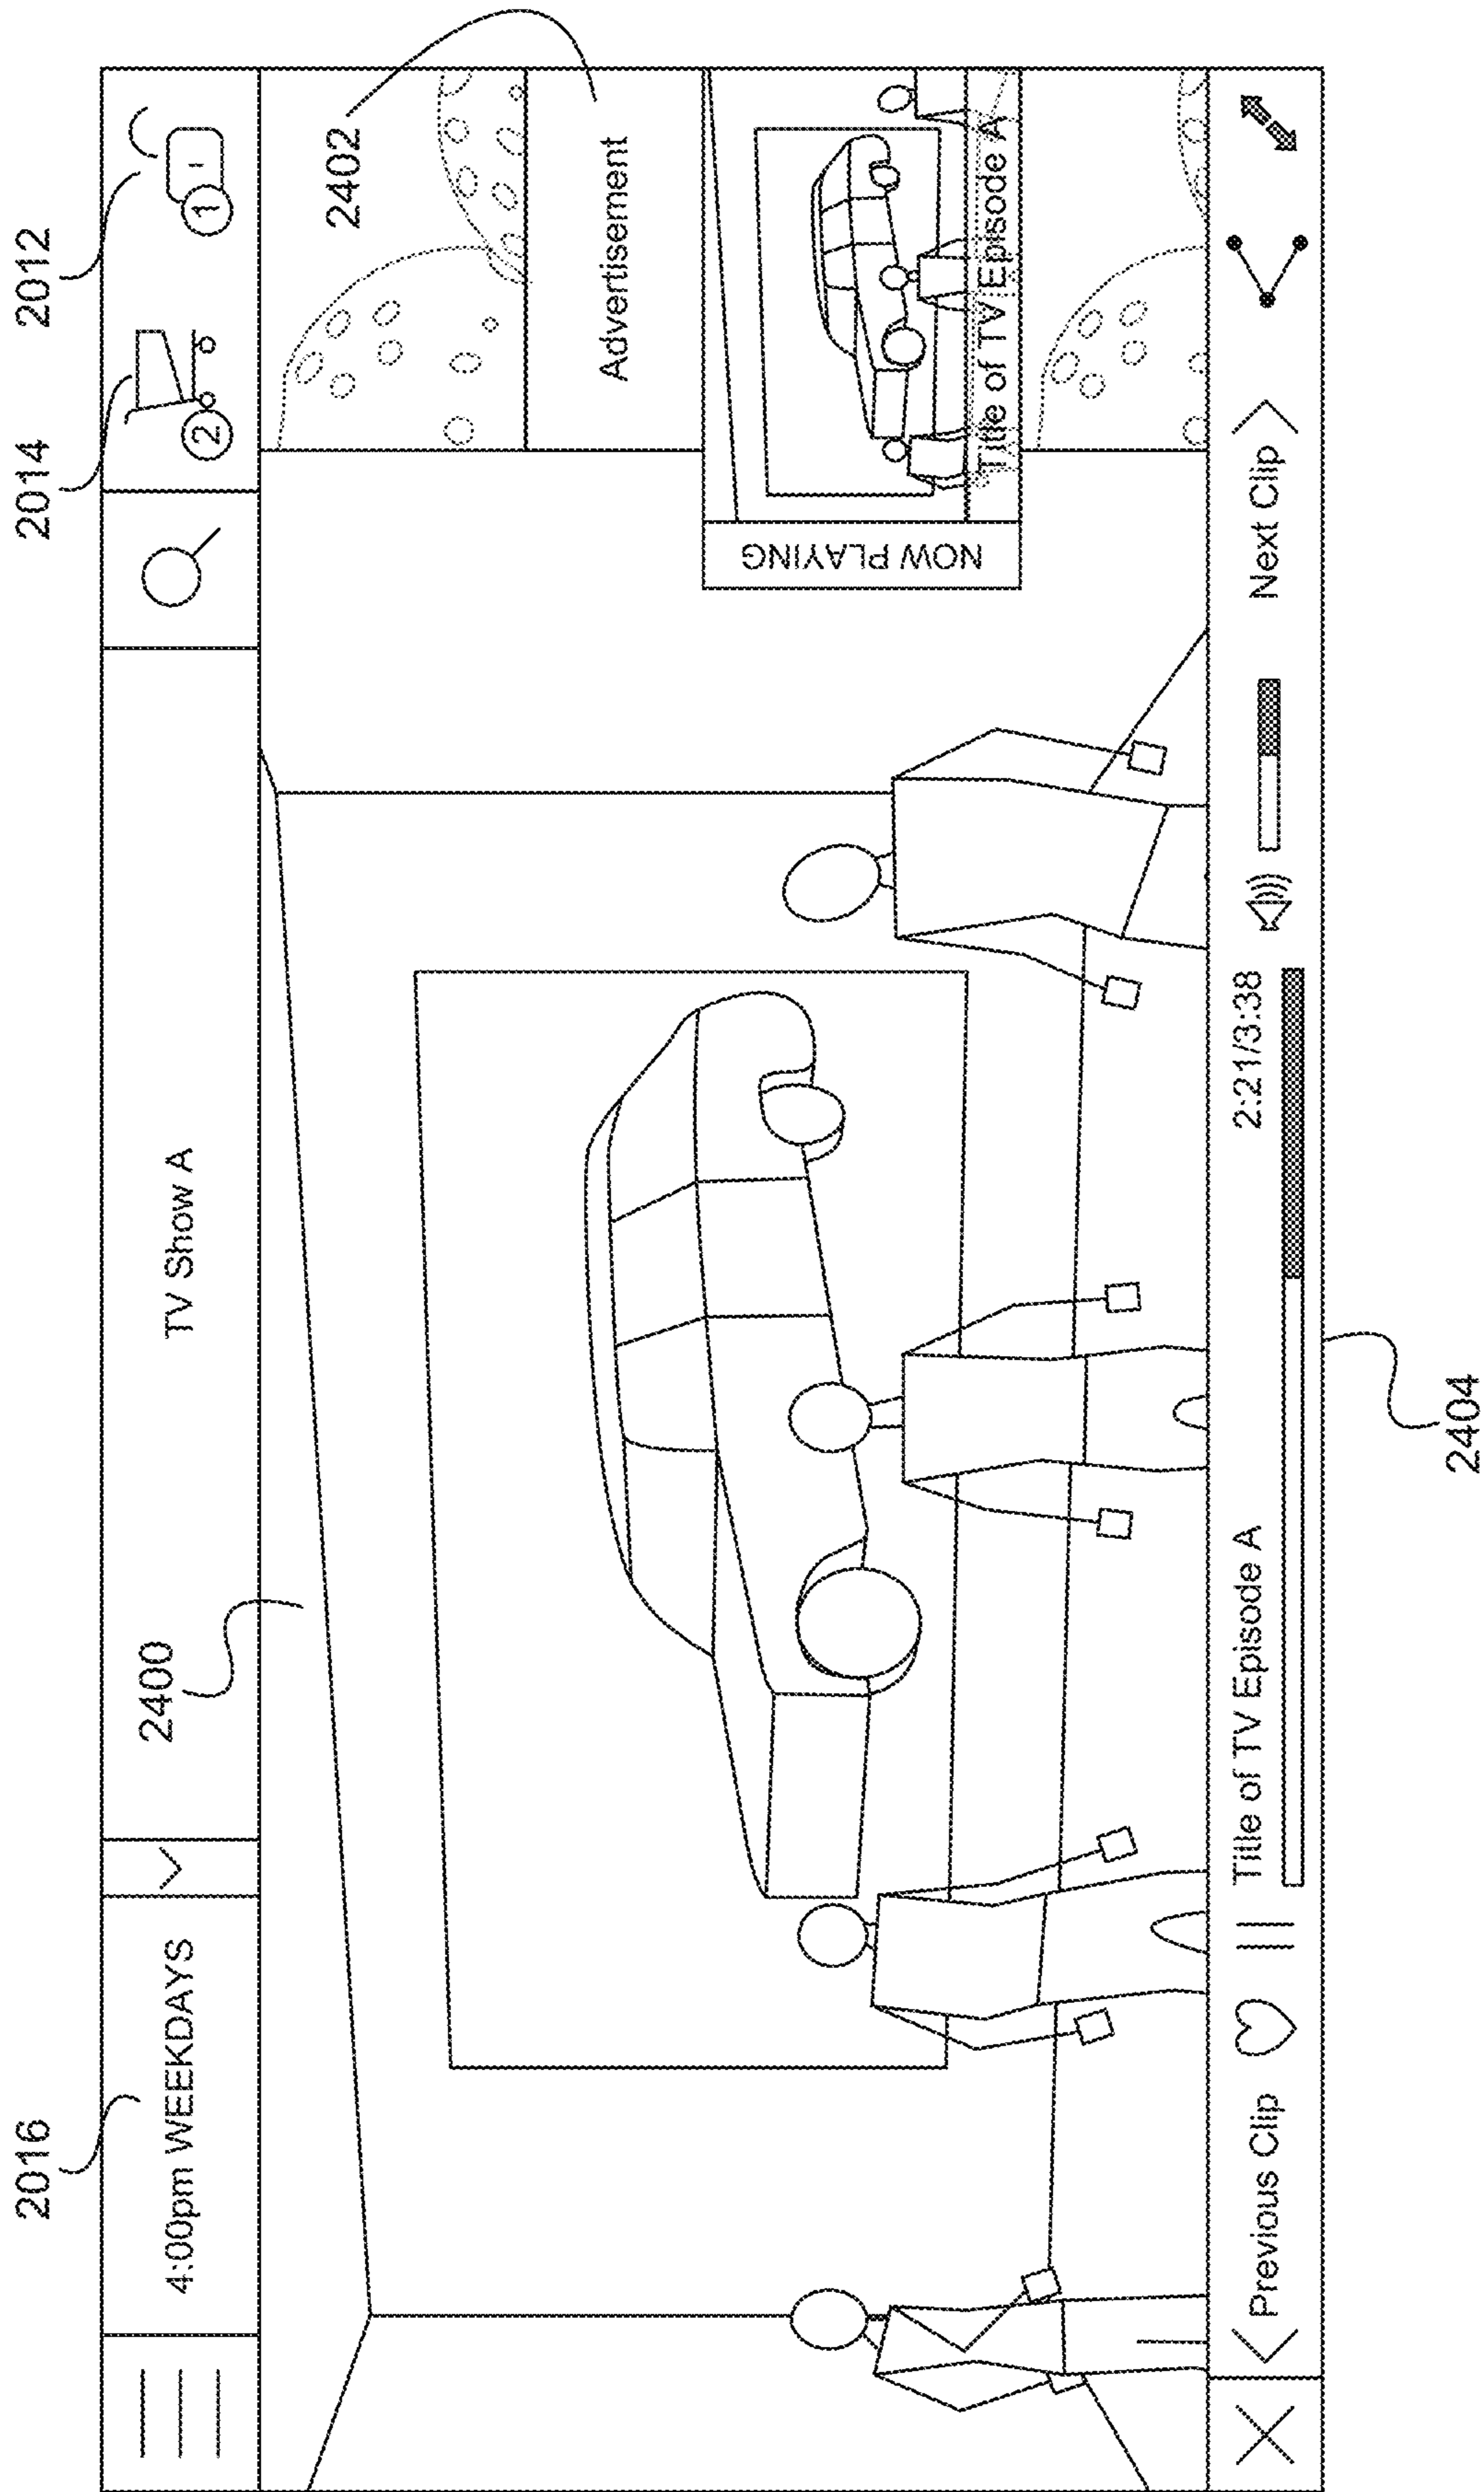 2016
2014
2012
4:00pm WEEKDAYS
TV Show A
2
1
2400
2402
Advertisement
NOW PLAYING
Title of TV Episode A
Previous Clip
Title of TV Episode A
2:21/3:38
Next Clip
2404